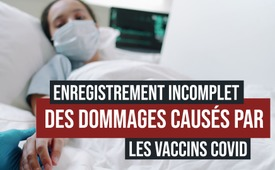 ENREGISTREMENT INCOMPLET
DES DOMMAGES CAUSÉS PAR
LES VACCINS COVID